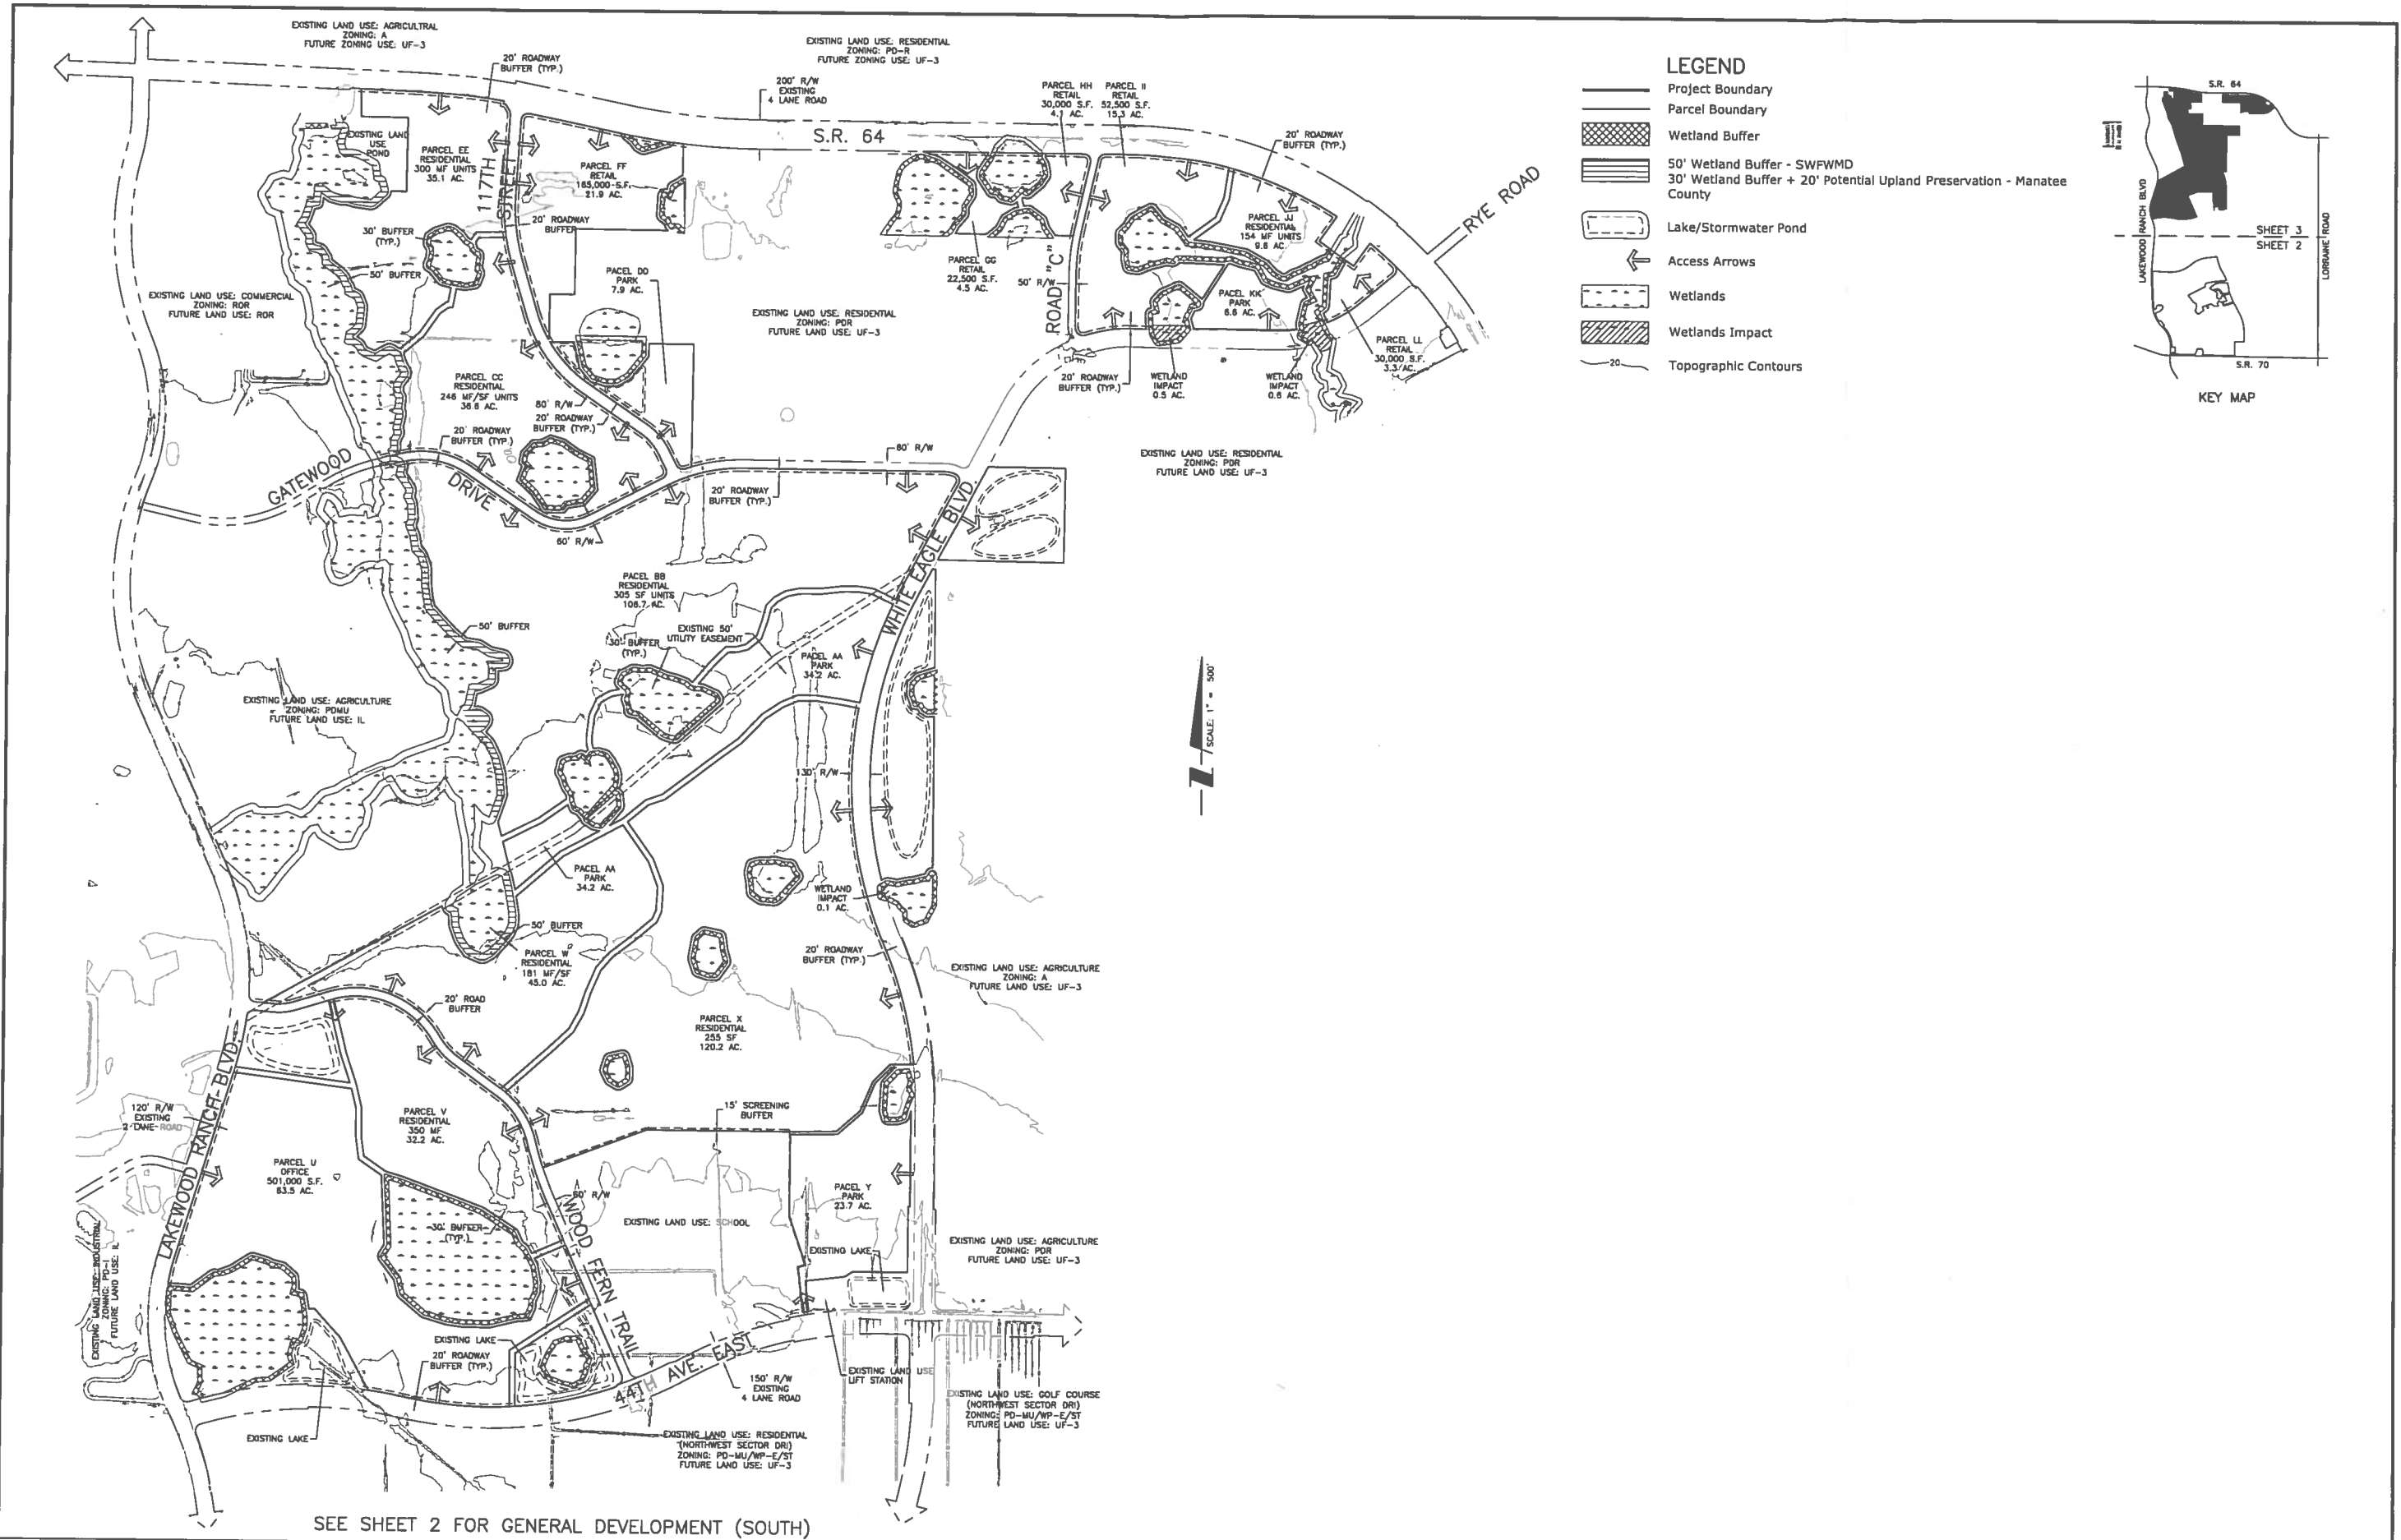 EXISTING LAND USE: AGRICULTRAL
ZONING: A
FUTURE ZONING USE: UF-3
EXISTING LAND USE: RESIDENTIAL
ZONING: PD-R
FUTURE ZONING USE: UF-3
20' ROADWAY
BUFFER (TYP.)
200' R/W
EXISTING
4 LANE ROAD
S.R. 64
PARCEL HH
RETAIL
30,000 S.F.
4.1 AC.
PARCEL II
RETAIL
52,500 S.F.
15.3 AC.
20' ROADWAY
BUFFER (TYP.)
RYE ROAD
EXISTING LAND
USE
POND
PARCEL EE
RESIDENTIAL
300 MF UNITS
35.1 AC.
117TH
STREET
PARCEL FF
RETAIL
165,000 S.F.
21.9 AC.
20' ROADWAY
BUFFER
30' BUFFER
(TYP.)
50' BUFFER
PARCEL GG
RETAIL
22,500 S.F.
4.5 AC.
ROAD "C"
50' R/W
PARCEL JJ
RESIDENTIAL
154 MF UNITS
9.8 AC.
PACEL KK
PARK
6.6 AC.
PARCEL LL
RETAIL
30,000 S.F.
3.3 AC.
20' ROADWAY
BUFFER (TYP.)
WETLAND
IMPACT
0.5 AC.
WETLAND
IMPACT
0.6 AC.
EXISTING LAND USE: COMMERCIAL
ZONING: ROR
FUTURE LAND USE: ROR
PACEL DD
PARK
7.9 AC.
EXISTING LAND USE: RESIDENTIAL
ZONING: PDR
FUTURE LAND USE: UF-3
PARCEL CC
RESIDENTIAL
246 MF/SF UNITS
36.6 AC.
80' R/W
20' ROADWAY
BUFFER (TYP.)
20' ROADWAY
BUFFER (TYP.)
GATEWOOD
DRIVE
60' R/W
20' ROADWAY
BUFFER (TYP.)
60' R/W
EXISTING LAND USE: RESIDENTIAL
ZONING: PDR
FUTURE LAND USE: UF-3
WHITE EAGLE BLVD.
PACEL BB
RESIDENTIAL
305 SF UNITS
106.7 AC.
50' BUFFER
30' BUFFER
(TYP.)
EXISTING 50'
UTILITY EASEMENT
PACEL AA
PARK
34.2 AC.
EXISTING LAND USE: AGRICULTURE
ZONING: PDMU
FUTURE LAND USE: IL
130' R/W
PACEL AA
PARK
34.2 AC.
WETLAND
IMPACT
0.1 AC.
50' BUFFER
PARCEL W
RESIDENTIAL
181 MF/SF
45.0 AC.
20' ROADWAY
BUFFER (TYP.)
EXISTING LAND USE: AGRICULTURE
ZONING: A
FUTURE LAND USE: UF-3
20' ROAD
BUFFER
PARCEL X
RESIDENTIAL
255 SF
120.2 AC.
LAKEWOOD RANCH BLVD.
120' R/W
EXISTING
2 LANE ROAD
PARCEL V
RESIDENTIAL
350 MF
32.2 AC.
15' SCREENING
BUFFER
PARCEL U
OFFICE
501,000 S.F.
63.5 AC.
60' R/W
WOOD FERN TRAIL
PACEL Y
PARK
23.7 AC.
EXISTING LAND USE: SCHOOL
30' BUFFER
(TYP.)
EXISTING LAKE
EXISTING LAND USE: AGRICULTURE
ZONING: PDR
FUTURE LAND USE: UF-3
EXISTING LAND USE: INDUSTRIAL
ZONING: PD-I
FUTURE LAND USE: IL
EXISTING LAKE
20' ROADWAY
BUFFER (TYP.)
44TH AVE. EAST
150' R/W
EXISTING
4 LANE ROAD
EXISTING LAND USE
LIFT STATION
EXISTING LAND USE: GOLF COURSE
(NORTHWEST SECTOR DRI)
ZONING: PD-MU/WP-E/ST
FUTURE LAND USE: UF-3
EXISTING LAKE
EXISTING LAND USE: RESIDENTIAL
(NORTHWEST SECTOR DRI)
ZONING: PD-MU/WP-E/ST
FUTURE LAND USE: UF-3
SEE SHEET 2 FOR GENERAL DEVELOPMENT (SOUTH)
SCALE: 1" = 500'
LEGEND
Project Boundary
Parcel Boundary
Wetland Buffer
50' Wetland Buffer - SWFWMD
30' Wetland Buffer + 20' Potential Upland Preservation - Manatee
County
Lake/Stormwater Pond
Access Arrows
Wetlands
Wetlands Impact
20
Topographic Contours
S.R. 64
LAKEWOOD RANCH BLVD
SHEET 3
SHEET 2
LORRAINE ROAD
S.R. 70
KEY MAP